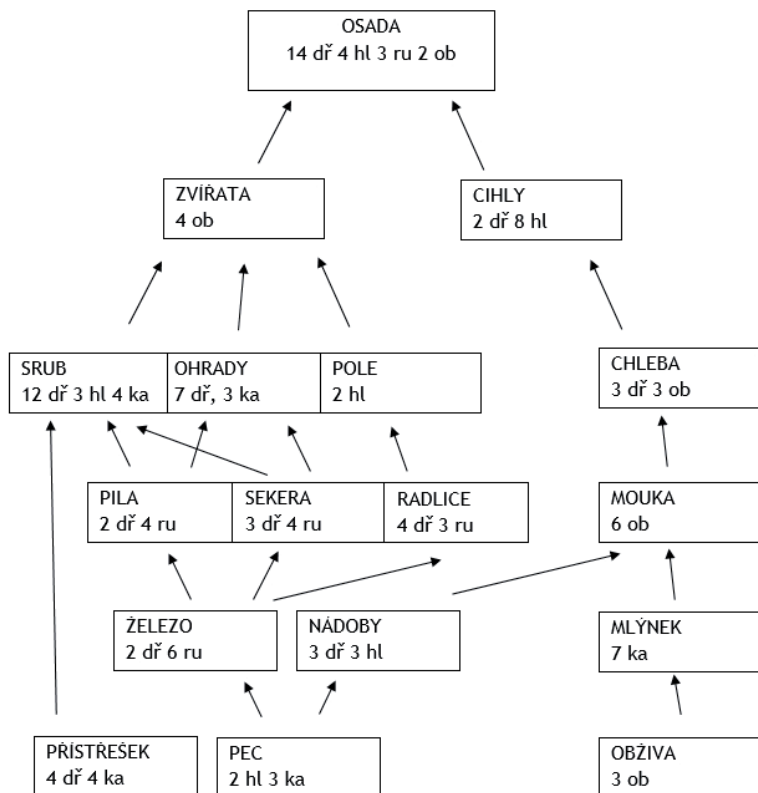 OSADA
14 dř 4 hl 3 ru 2 ob
ZVÍŘATA
4 ob
CIHLY
2 dř 8 hl
SRUB
12 dř 3 hl 4 ka
OHRADY
7 dř, 3 ka
POLE
2 hl
CHLEBA
3 dř 3 ob
PILA
2 dř 4 ru
SEKERA
3 dř 4 ru
RADLICE
4 dř 3 ru
MOUKA
6 ob
ŽELEZO
2 dř 6 ru
NÁDOBY
3 dř 3 hl
MLÝNEK
7 ka
PŘÍSTŘEŠEK
4 dř 4 ka
PEC
2 hl 3 ka
OBŽIVA
3 ob